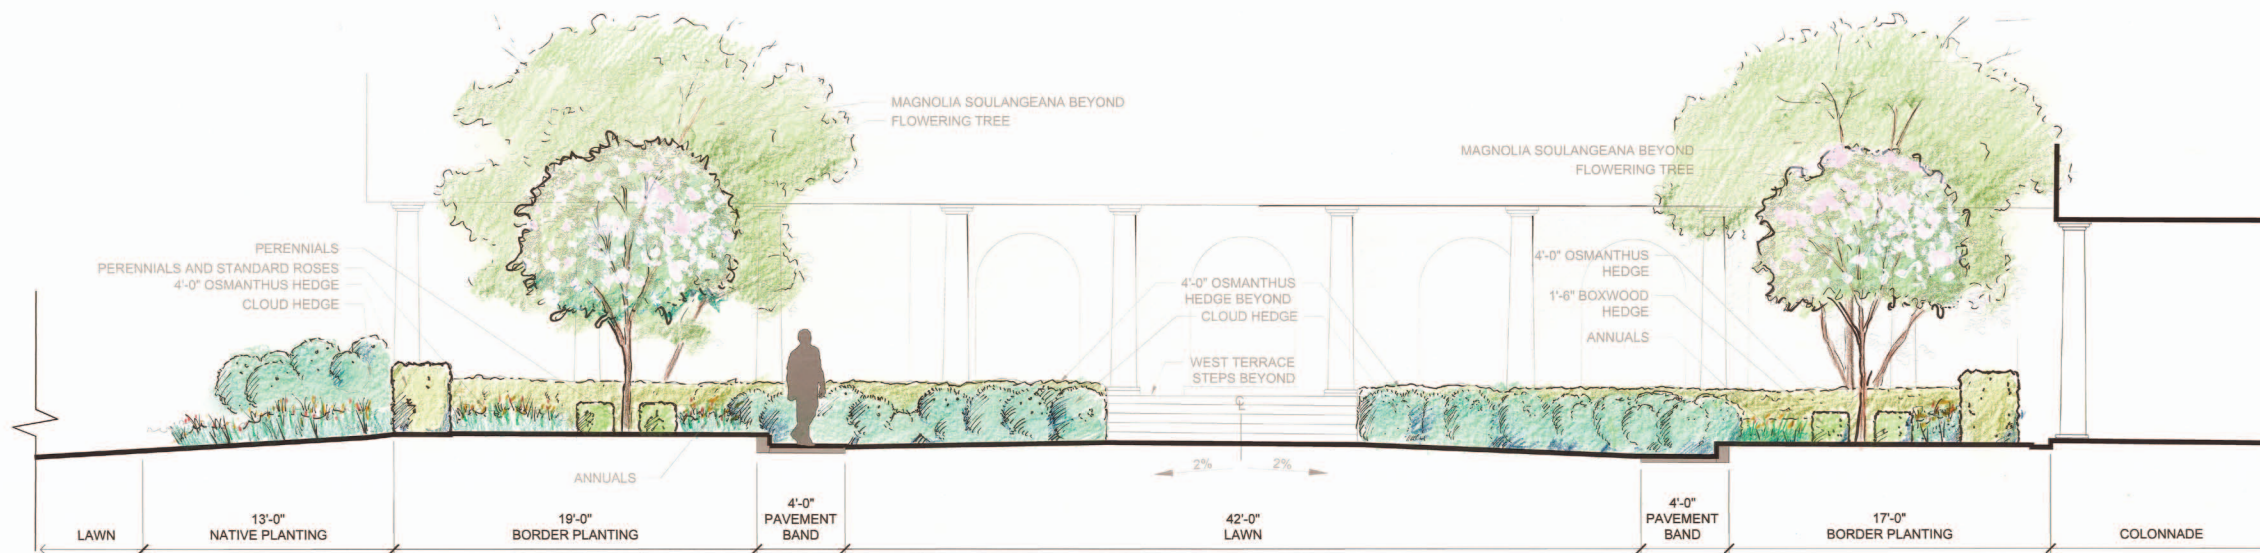 MAGNOLIA SOULANGEANA BEYOND
FLOWERING TREE
MAGNOLIA SOULANGEANA BEYOND
FLOWERING TREE
PERENNIALS
PERENNIALS AND STANDARD ROSES
4'-0" OSMANTHUS HEDGE
CLOUD HEDGE
4'-0" OSMANTHUS
HEDGE BEYOND
CLOUD HEDGE
WEST TERRACE
STEPS BEYOND
4'-0" OSMANTHUS
HEDGE
1'-6" BOXWOOD
HEDGE
ANNUALS
ANNUALS
CL
2% 2%
LAWN
13'-0"
NATIVE PLANTING
19'-0"
BORDER PLANTING
4'-0"
PAVEMENT
BAND
42'-0"
LAWN
4'-0"
PAVEMENT
BAND
17'-0"
BORDER PLANTING
COLONNADE